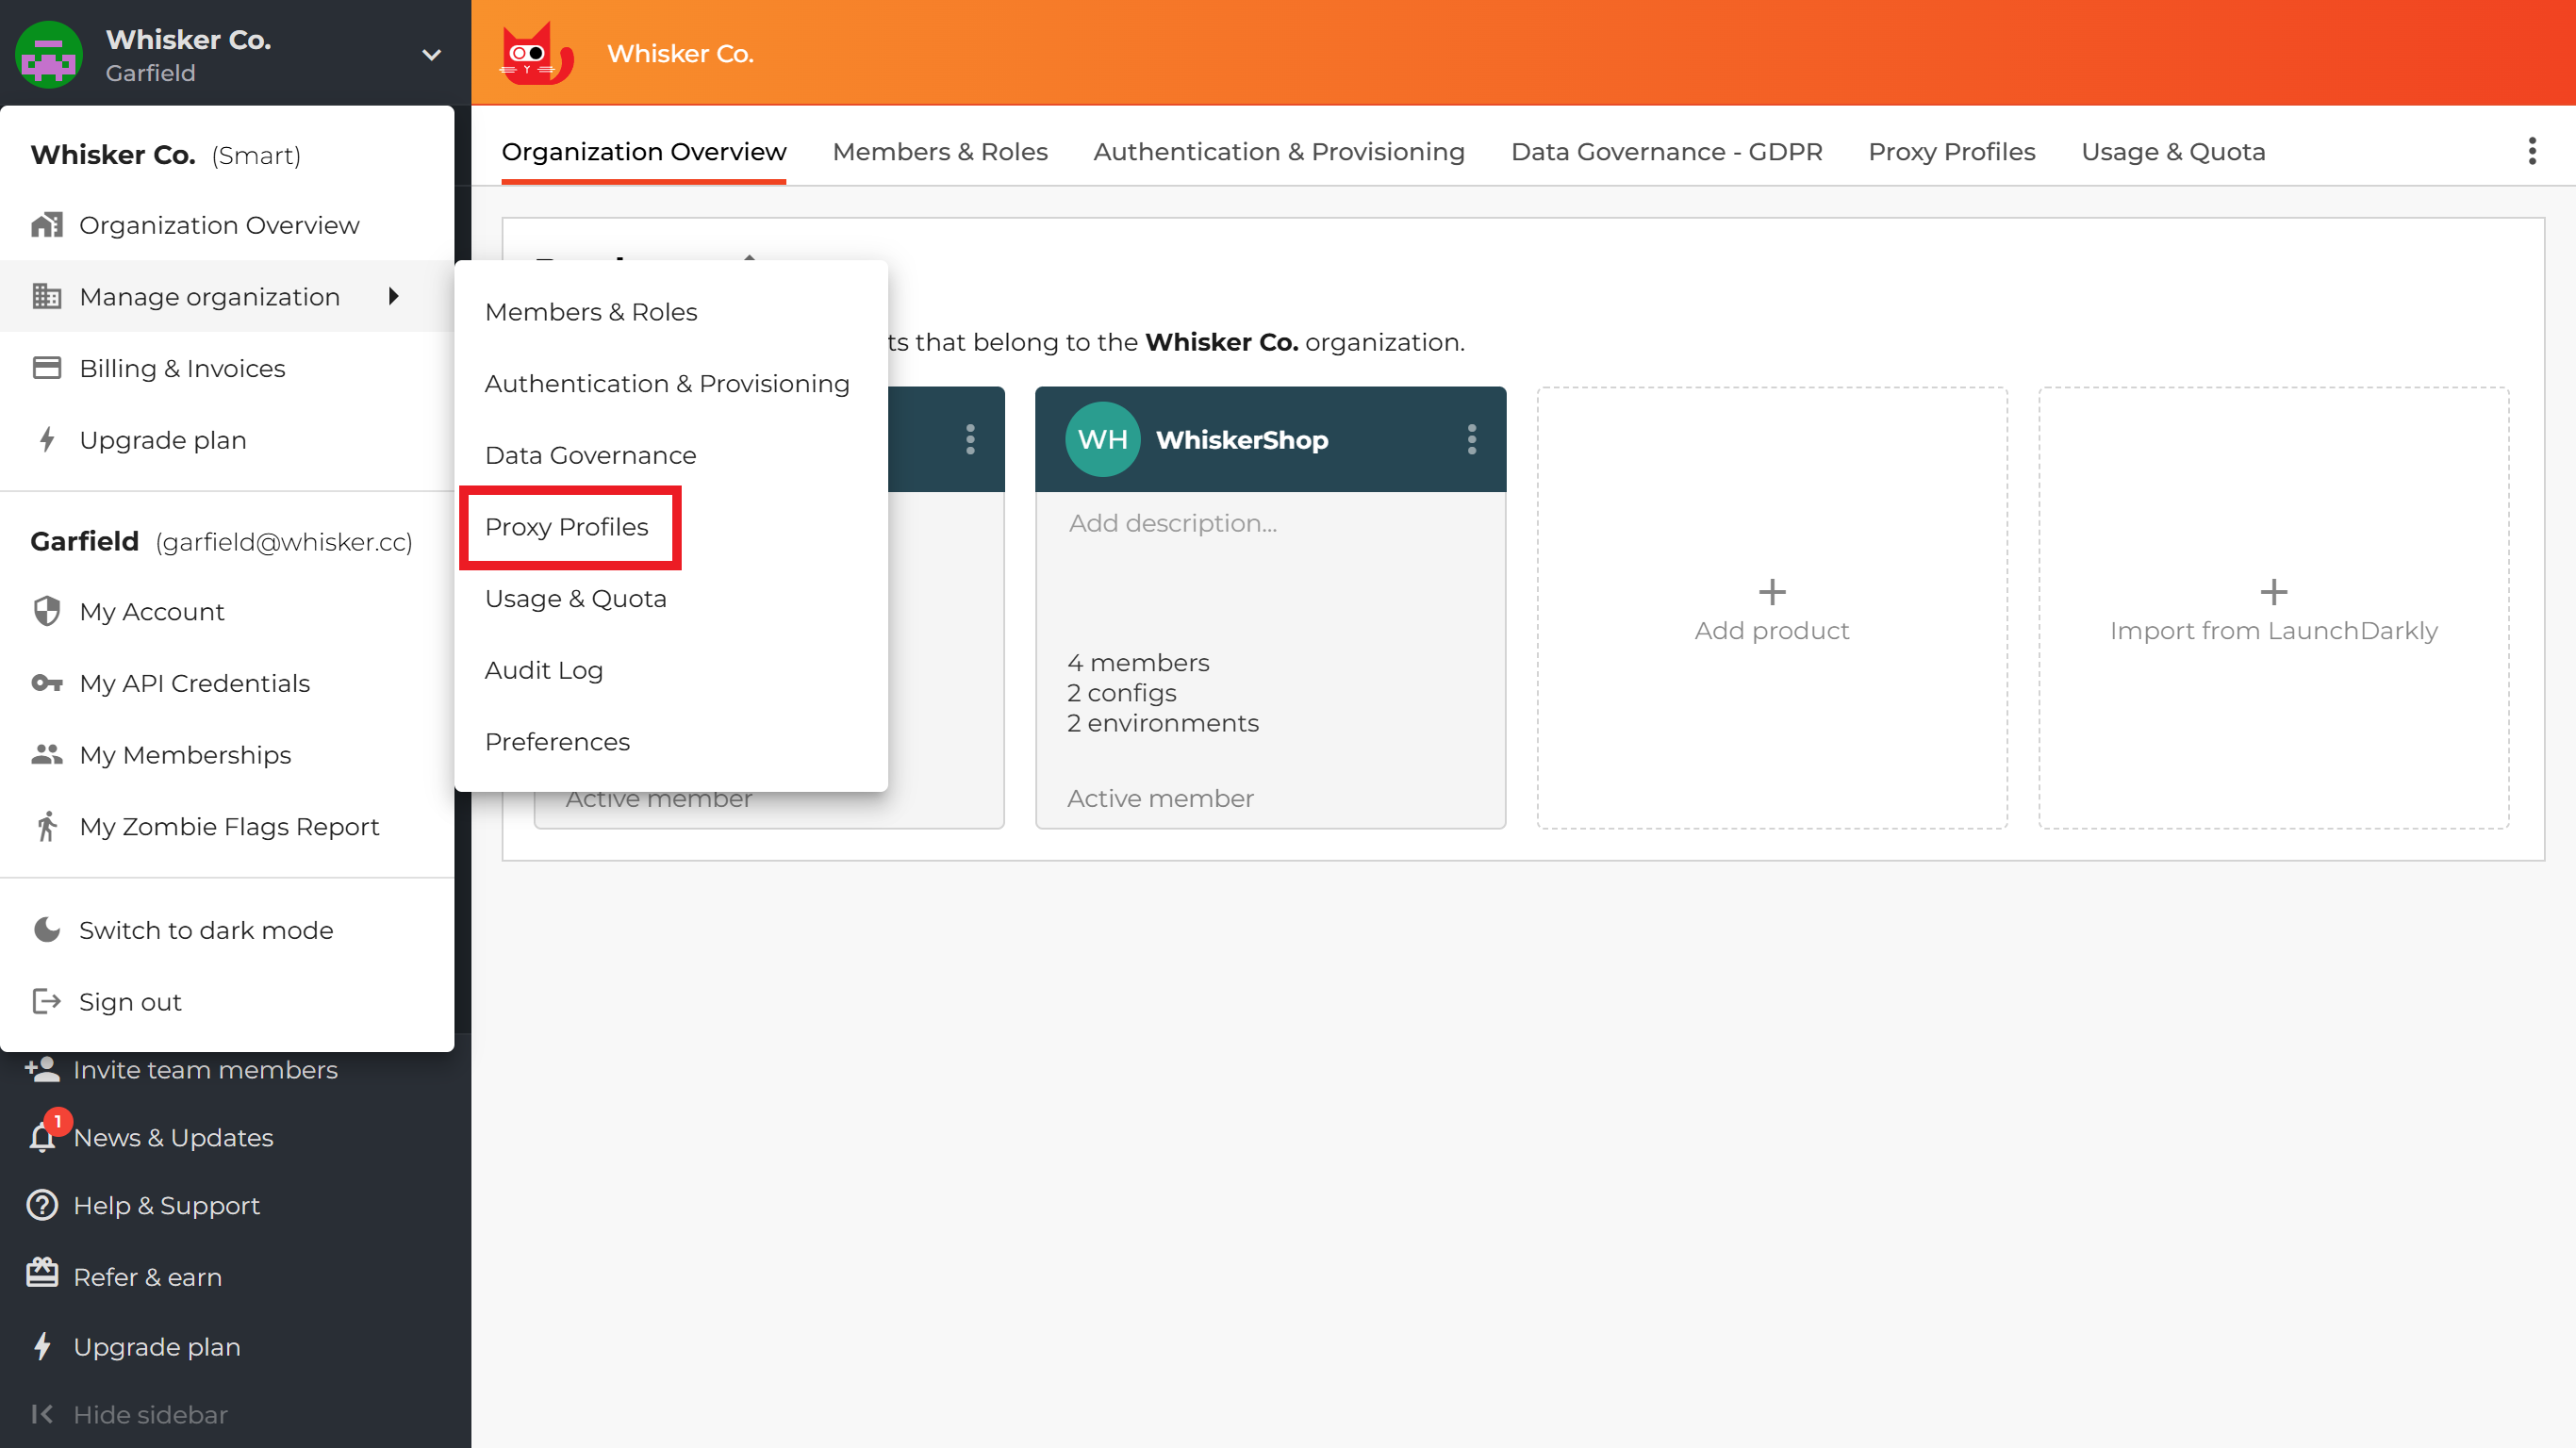 Whisker Co.
Garfield
Whisker Co.
Whisker Co. (Smart)
Organization Overview
Manage organization
Billing & Invoices
Upgrade plan
Garfield (garfield@whisker.cc)
My Account
My API Credentials
My Memberships
My Zombie Flags Report
Switch to dark mode
Sign out
Invite team members
1
News & Updates
Help & Support
Refer & earn
Upgrade plan
Hide sidebar
Members & Roles
Authentication & Provisioning
Data Governance
Proxy Profiles
Usage & Quota
Audit Log
Preferences
Organization Overview Members & Roles Authentication & Provisioning Data Governance - GDPR Proxy Profiles Usage & Quota
that belong to the Whisker Co. organization.
Active member
WH WhiskerShop
Add description...
4 members
2 configs
2 environments
Active member
Add product
Import from LaunchDarkly